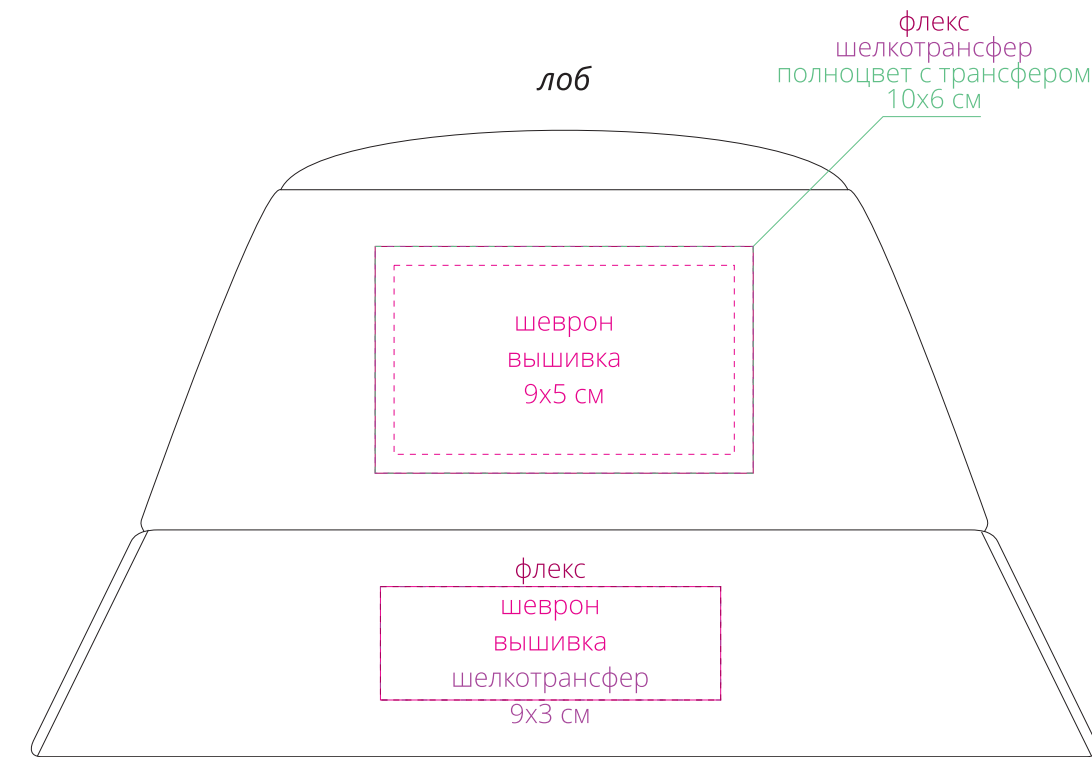 флекс
шелкотрансфер
полноцвет с трансфером
10х6 см
лоб
шеврон
вышивка
9х5 см
флекс
шеврон
вышивка
шелкотрансфер
9х3 см